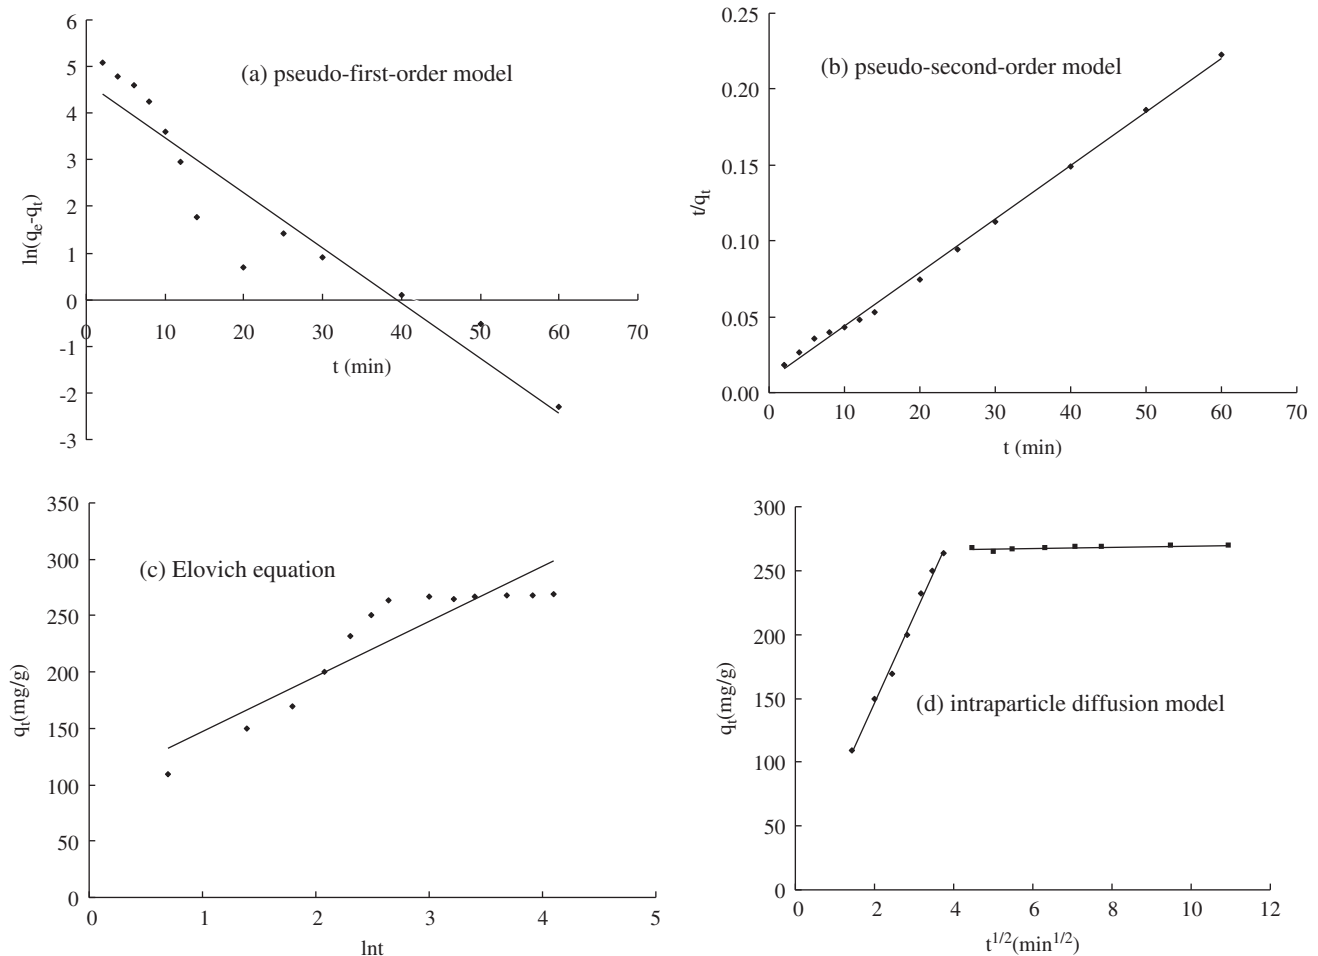 6
5
4
3
2
1
0
-1
-2
-3
0 10 20 30 40 50 60 70
ln(qe-qt)
t (min)
(a) pseudo-first-order model
0.25
0.20
0.15
0.10
0.05
0.00
0 10 20 30 40 50 60 70
t/qt
t (min)
(b) pseudo-second-order model
350
300
250
200
150
100
50
0
0 1 2 3 4 5
qt(mg/g)
lnt
(c) Elovich equation
300
250
200
150
100
50
0
0 2 4 6 8 10 12
qt(mg/g)
t1/2(min1/2)
(d) intraparticle diffusion model